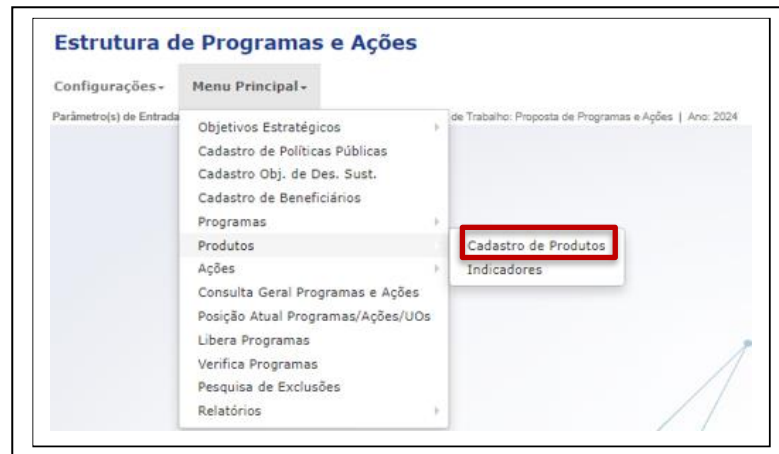 Estrutura de Programas e Ações
Configurações Menu Principal
Parâmetro(s) de Entrada de Trabalho: Proposta de Programas e Ações | Ano: 2024
Objetivos Estratégicos
Cadastro de Políticas Públicas
Cadastro Obj. de Des. Sust.
Cadastro de Beneficiários
Programas
Produtos Cadastro de Produtos
Ações Indicadores
Consulta Geral Programas e Ações
Posição Atual Programas/Ações/UOs
Libera Programas
Verifica Programas
Pesquisa de Exclusões
Relatórios